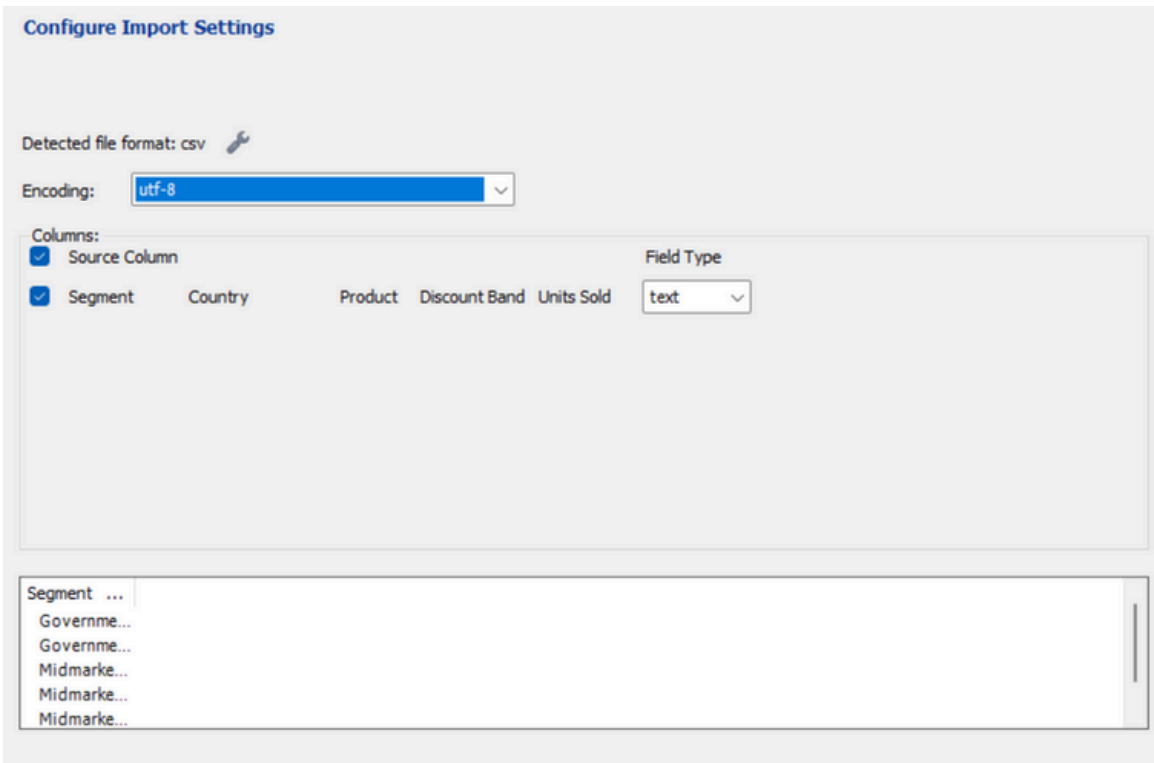 Configure Import Settings
Detected file format: csv
Encoding: utf-8
Columns:
Source Column Field Type
Segment Country Product Discount Band Units Sold text
Segment ...
Governme...
Governme...
Midmarke...
Midmarke...
Midmarke...